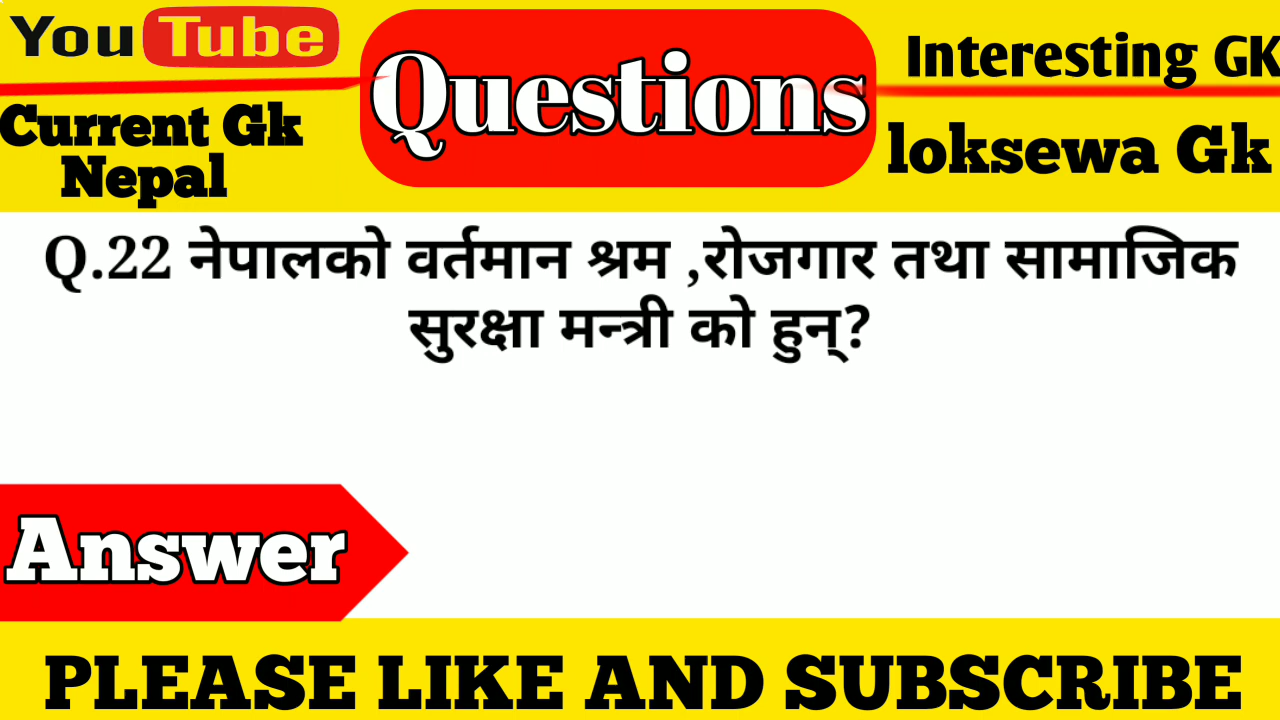 YouTube
Current Gk
Nepal
Questions
Interesting GK
loksewa Gk
Q.22 नेपालको वर्तमान श्रम ,रोजगार तथा सामाजिक
सुरक्षा मन्त्री को हुन्?
Answer
PLEASE LIKE AND SUBSCRIBE